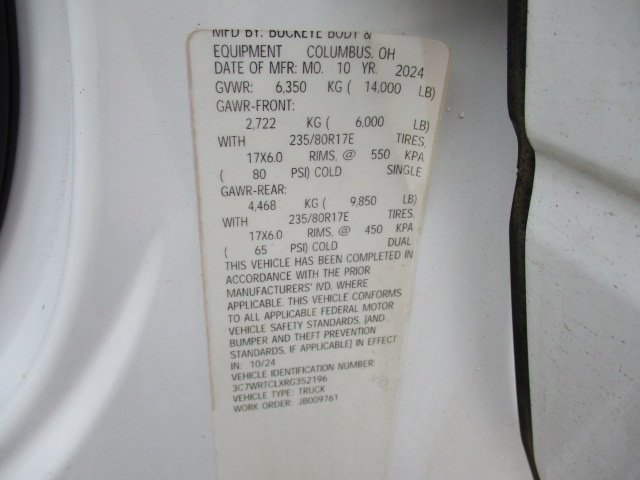 MFD BY: BUCKEYE BODY &
EQUIPMENT COLUMBUS, OH
DATE OF MFR: MO. 10 YR. 2024
GVWR: 6,350 KG ( 14,000 LB)
GAWR-FRONT:
2,722 KG ( 6,000 LB)
WITH 235/80R17E TIRES,
17X6.0 RIMS, @ 550 KPA
( 80 PSI) COLD SINGLE
GAWR-REAR:
4,468 KG ( 9,850 LB)
WITH 235/80R17E TIRES,
17X6.0 RIMS, @ 450 KPA
( 65 PSI) COLD DUAL
THIS VEHICLE HAS BEEN COMPLETED IN
ACCORDANCE WITH THE PRIOR
MANUFACTURERS' IVD, WHERE
APPLICABLE. THIS VEHICLE CONFORMS
TO ALL APPLICABLE FEDERAL MOTOR
VEHICLE SAFETY STANDARDS, [AND
BUMPER AND THEFT PREVENTION
STANDARDS, IF APPLICABLE] IN EFFECT
IN: 10/24
VEHICLE IDENTIFICATION NUMBER:
3C7WRTCLXRG352196
VEHICLE TYPE: TRUCK
WORK ORDER: JB009761